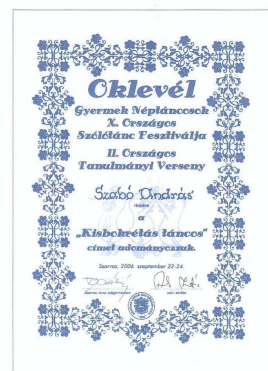 Oklevél
Gyermek Néptáncosok
X. Országos
Szólótánc Fesztiválja
II. Országos
Tanulmányi Verseny
Szabó András
részére
a
„Kisbokrétás táncos”
címet adományozzuk.
Szarvas, 2006. szeptember 22-24.